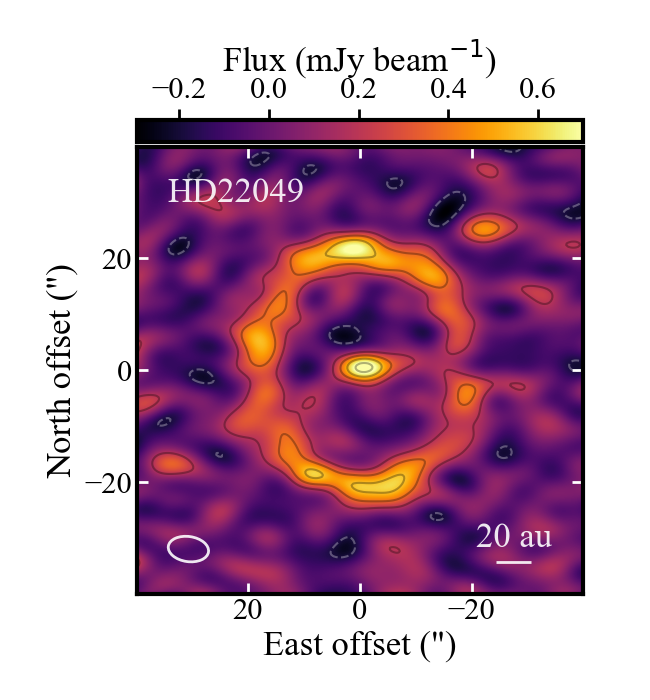 Flux (mJy beam⁻¹)
−0.2 0.0 0.2 0.4 0.6
HD22049
North offset (")
20
0
−20
20 au
20 0 −20
East offset (")